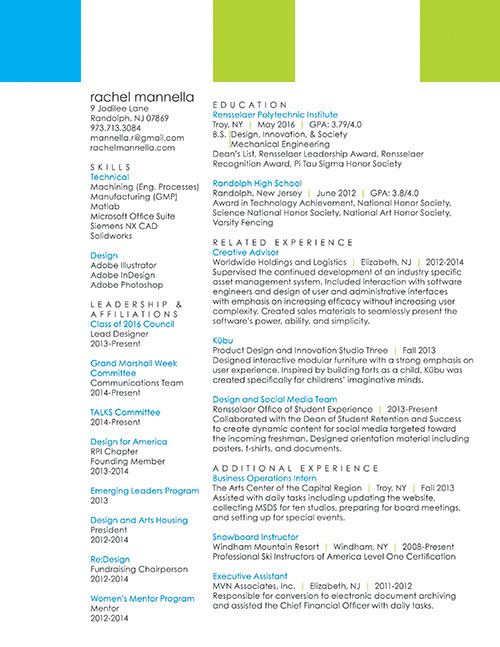 rachel mannella
9 Jodilee Lane
Randolph, NJ 07869
973.713.3084
mannella.r@gmail.com
rachelmannella.com
SKILLS
Technical
Machining (Eng. Processes)
Manufacturing (GMP)
Matlab
Microsoft Office Suite
Siemens NX CAD
Solidworks
Design
Adobe Illustrator
Adobe InDesign
Adobe Photoshop
LEADERSHIP &
AFFILIATIONS
Class of 2016 Council
Lead Designer
2013-Present
Grand Marshall Week
Committee
Communications Team
2014-Present
TALKS Committee
2014-Present
Design for America
RPI Chapter
Founding Member
2013-2014
Emerging Leaders Program
2013
Design and Arts Housing
President
2012-2014
Re:Design
Fundraising Chairperson
2012-2014
Women's Mentor Program
Mentor
2012-2014
EDUCATION
Rensselaer Polytechnic Institute
Troy, NY | May 2016 | GPA: 3.79/4.0
B.S. |Design, Innovation, & Society
|Mechanical Engineering
Dean's List, Rensselaer Leadership Award, Rensselaer
Recognition Award, Pi Tau Sigma Honor Society
Randolph High School
Randolph, New Jersey | June 2012 | GPA: 3.8/4.0
Award in Technology Achievement, National Honor Society,
Science National Honor Society, National Art Honor Society,
Varsity Fencing
RELATED EXPERIENCE
Creative Advisor
Worldwide Holdings and Logistics | Elizabeth, NJ | 2012-2014
Supervised the continued development of an industry specific
asset management system. Included interaction with software
engineers and design of user and administrative interfaces
with emphasis on increasing efficacy without increasing user
complexity. Created sales materials to seamlessly present the
software's power, ability, and simplicity.
Kübu
Product Design and Innovation Studio Three | Fall 2013
Designed interactive modular furniture with a strong emphasis on
user experience. Inspired by building forts as a child, Kübu was
created specifically for childrens' imaginative minds.
Design and Social Media Team
Rensselaer Office of Student Experience | 2013-Present
Collaborated with the Dean of Student Retention and Success
to create dynamic content for social media targeted toward
the incoming freshman. Designed orientation material including
posters, t-shirts, and documents.
ADDITIONAL EXPERIENCE
Business Operations Intern
The Arts Center of the Capital Region | Troy, NY | Fall 2013
Assisted with daily tasks including updating the website,
collecting MSDS for ten studios, preparing for board meetings,
and setting up for special events.
Snowboard Instructor
Windham Mountain Resort | Windham, NY | 2008-Present
Professional Ski Instructors of America Level One Certification
Executive Assistant
MVN Associates, Inc. | Elizabeth, NJ | 2011-2012
Responsible for conversion to electronic document archiving
and assisted the Chief Financial Officer with daily tasks.